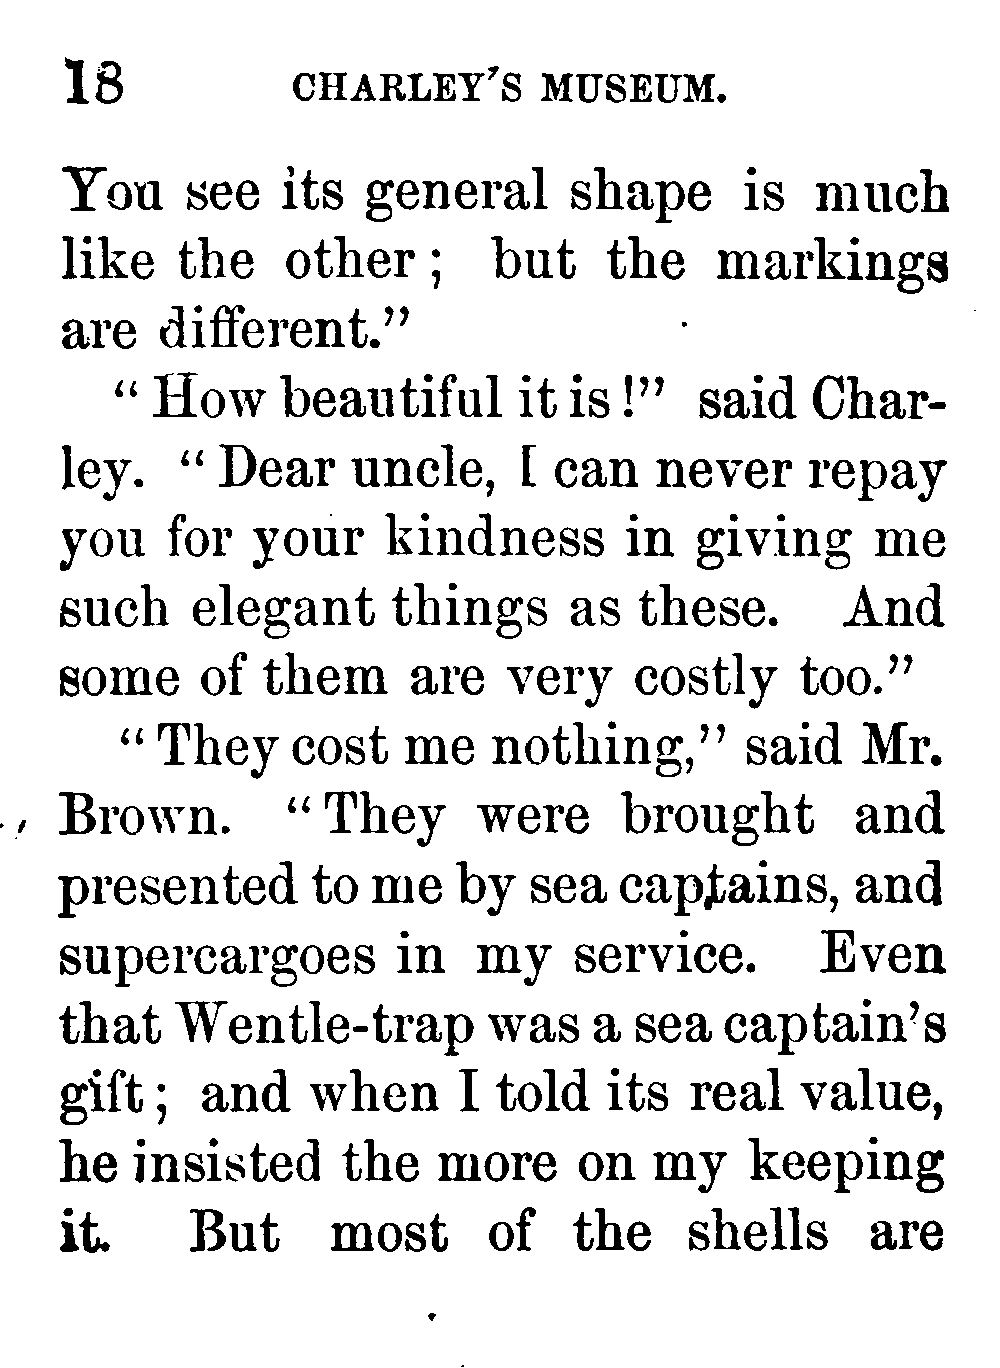 18 CHARLEY'S MUSEUM.
You see its general shape is much
like the other; but the markings
are different."
"How beautiful it is!" said Char-
ley. "Dear uncle, I can never repay
you for your kindness in giving me
such elegant things as these. And
some of them are very costly too."
"They cost me nothing," said Mr.
Brown. "They were brought and
presented to me by sea captains, and
supercargoes in my service. Even
that Wentle-trap was a sea captain's
gift; and when I told its real value,
he insisted the more on my keeping
it. But most of the shells are